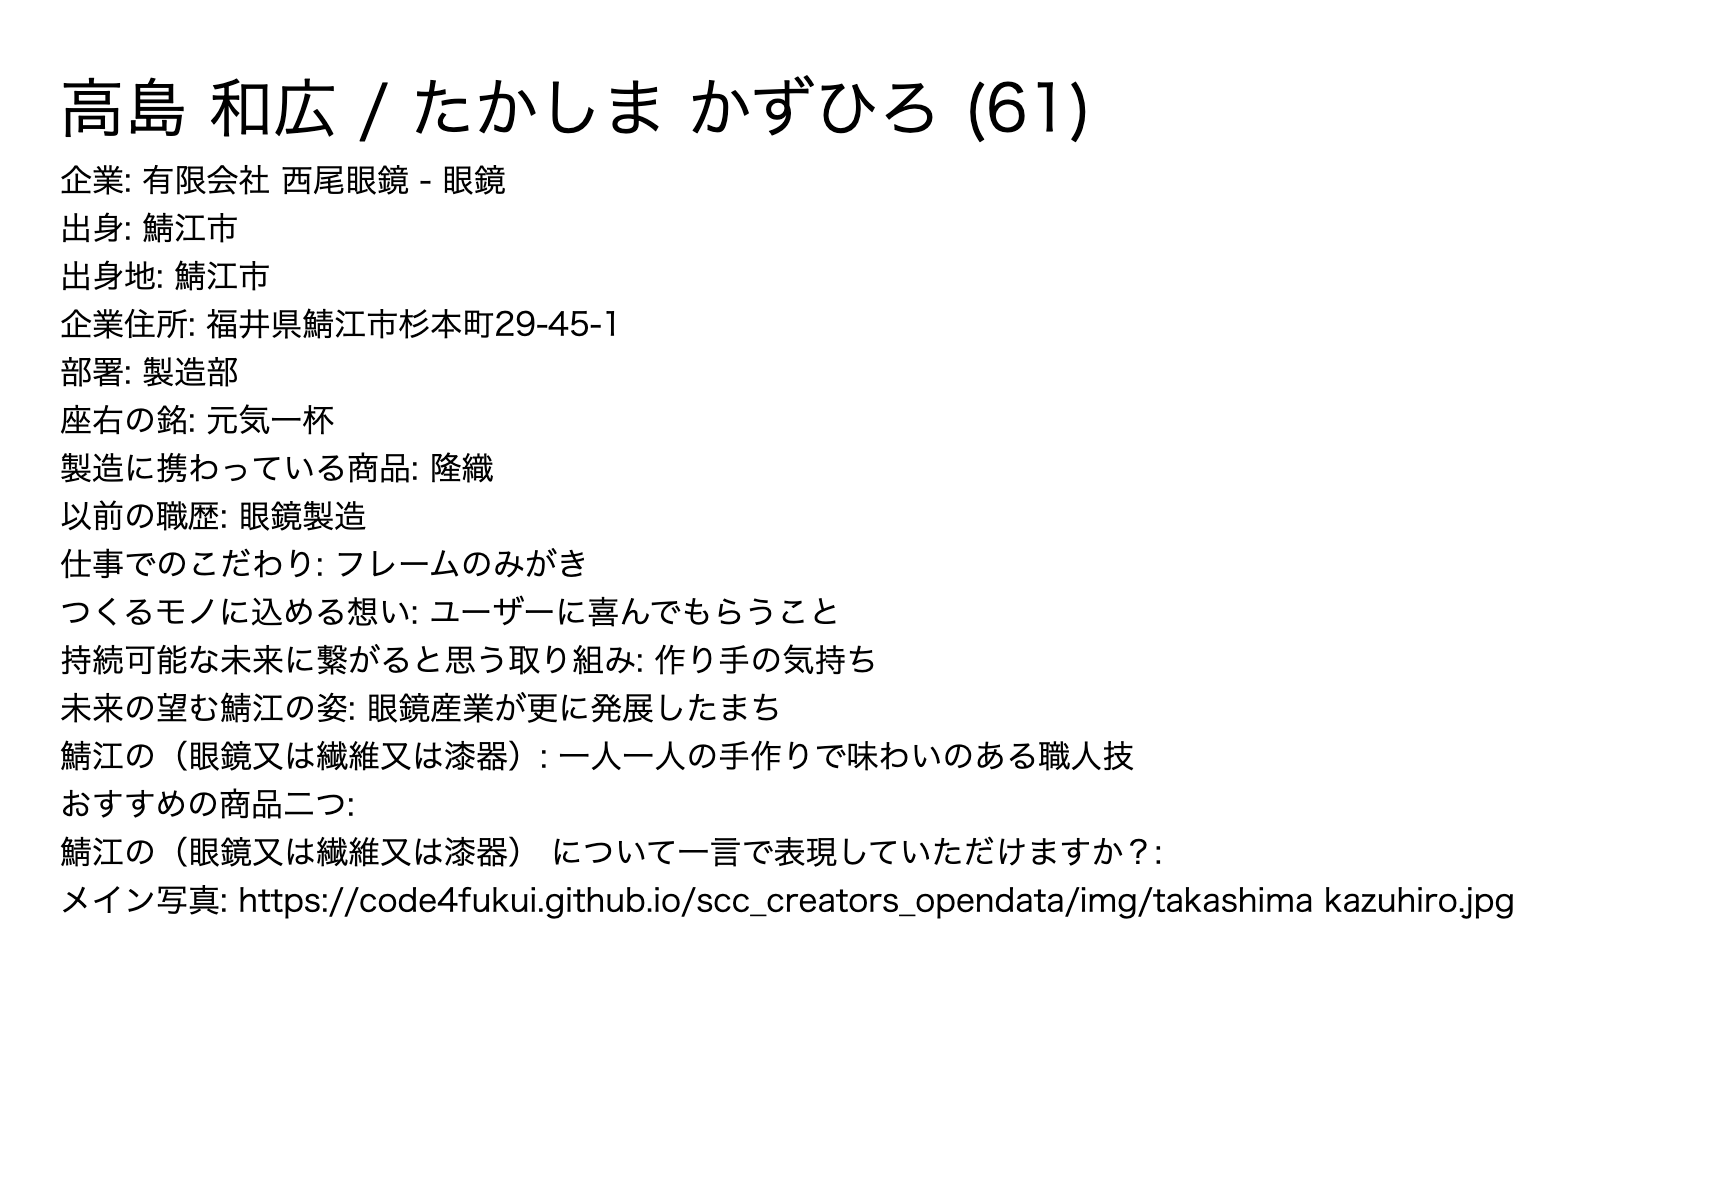 高島 和広 / たかしま かずひろ (61)
企業: 有限会社 西尾眼鏡 - 眼鏡
出身: 鯖江市
出身地: 鯖江市
企業住所: 福井県鯖江市杉本町29-45-1
部署: 製造部
座右の銘: 元気一杯
製造に携わっている商品: 隆織
以前の職歴: 眼鏡製造
仕事でのこだわり: フレームのみがき
つくるモノに込める想い: ユーザーに喜んでもらうこと
持続可能な未来に繋がると思う取り組み: 作り手の気持ち
未来の望む鯖江の姿: 眼鏡産業が更に発展したまち
鯖江の（眼鏡又は繊維又は漆器）: 一人一人の手作りで味わいのある職人技
おすすめの商品二つ:
鯖江の（眼鏡又は繊維又は漆器） について一言で表現していただけますか？:
メイン写真: https://code4fukui.github.io/scc_creators_opendata/img/takashima kazuhiro.jpg